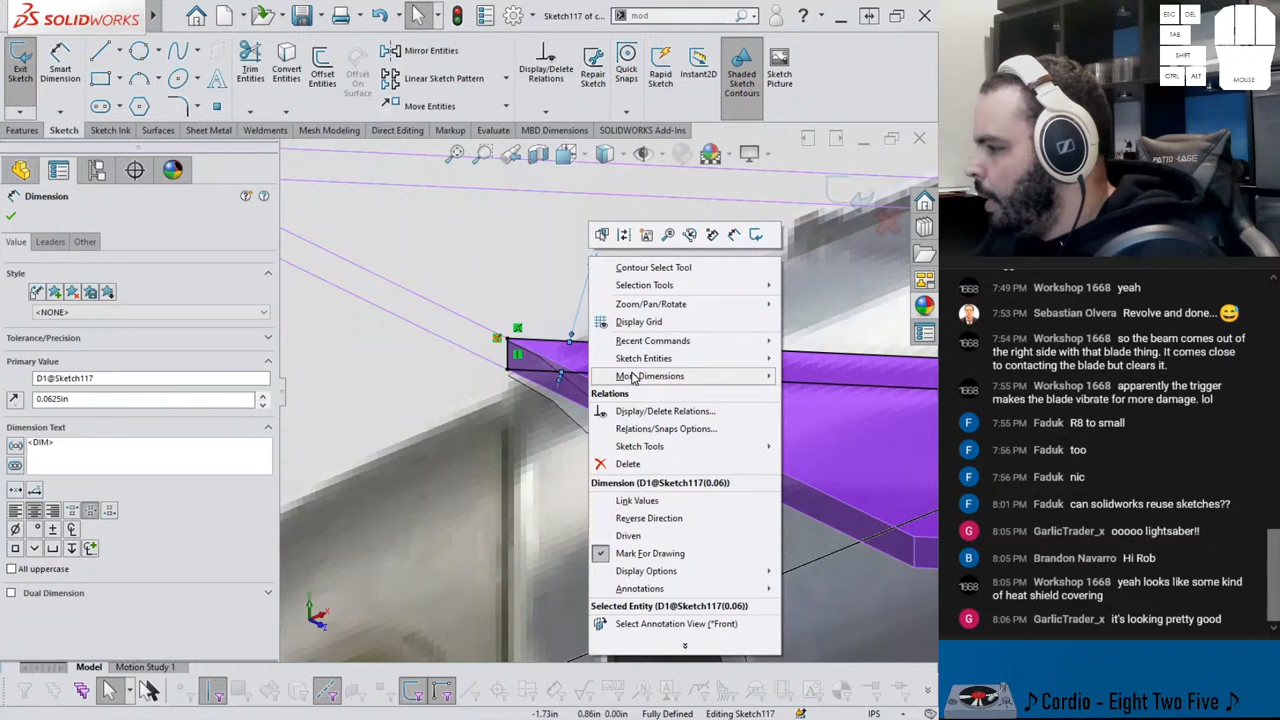 SOLIDWORKS
Sketch117 of c...
mod
Exit
Sketch
Smart
Dimension
Trim
Entities
Convert
Entities
Offset
Entities
Offset
On
Surface
Mirror Entities
Linear Sketch Pattern
Move Entities
Display/Delete
Relations
Repair
Sketch
Quick
Snaps
Rapid
Sketch
Instant2D
Shaded
Sketch
Contours
Sketch
Picture
Features
Sketch
Sketch Ink
Surfaces
Sheet Metal
Weldments
Mesh Modeling
Direct Editing
Markup
Evaluate
MBD Dimensions
SOLIDWORKS Add-Ins
Dimension
Value
Leaders
Other
Style
<NONE>
Tolerance/Precision
Primary Value
D1@Sketch117
0.0625in
Dimension Text
<DIM>
All uppercase
Dual Dimension
Contour Select Tool
Selection Tools
Zoom/Pan/Rotate
Display Grid
Recent Commands
Sketch Entities
More Dimensions
Relations
Display/Delete Relations...
Relations/Snaps Options...
Sketch Tools
Delete
Dimension (D1@Sketch117(0.06))
Link Values
Reverse Direction
Driven
Mark For Drawing
Display Options
Annotations
Selected Entity (D1@Sketch117(0.06))
Select Annotation View (*Front)
Model
Motion Study 1
-1.73in
0.86in
0.00in
Fully Defined
Editing Sketch117
IPS
ESC
DEL
TAB
SHIFT
CTRL
ALT
MOUSE
1668 7:49 PM Workshop 1668 yeah
7:53 PM Sebastian Olvera Revolve and done...😅
1668 7:54 PM Workshop 1668 so the beam comes out of
the right side with that blade thing. It comes close
to contacting the blade but clears it.
1668 7:55 PM Workshop 1668 apparently the trigger
makes the blade vibrate for more damage. lol
F 7:55 PM Faduk R8 to small
F 7:56 PM Faduk too
F 7:56 PM Faduk nic
F 8:01 PM Faduk can solidworks reuse sketches??
G 8:05 PM GarlicTrader_x ooooo lightsaber!!
B 8:05 PM Brandon Navarro Hi Rob
1668 8:05 PM Workshop 1668 yeah looks like some kind
of heat shield covering
G 8:06 PM GarlicTrader_x it's looking pretty good
♪ Cordio - Eight Two Five ♪